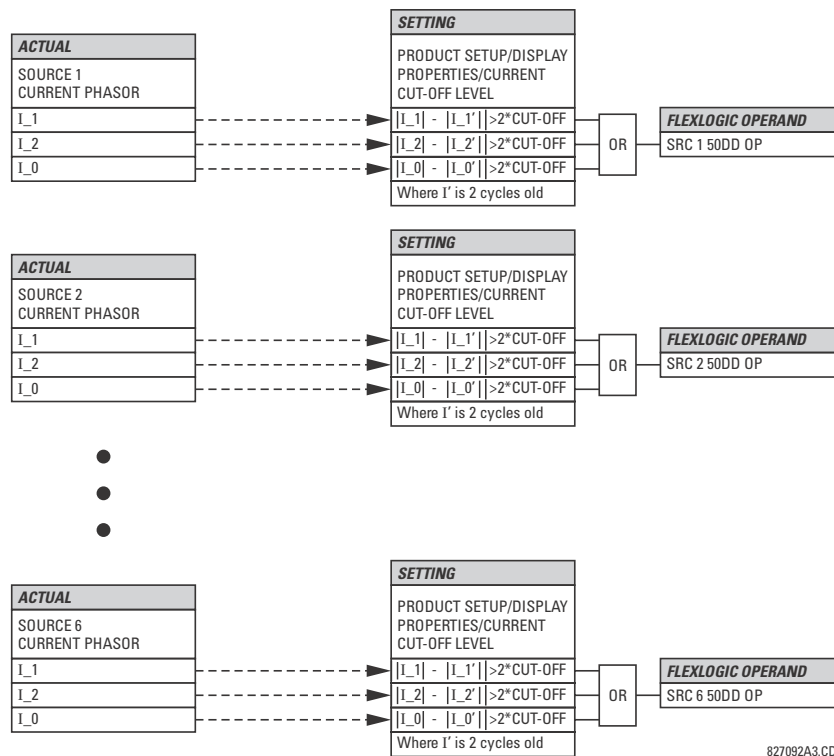 SETTING
ACTUAL
PRODUCT SETUP/DISPLAY
SOURCE 1
PROPERTIES/CURRENT
CURRENT PHASOR
CUT-OFF LEVEL
I_1
||I_1| - |I_1'||>2*CUT-OFF
FLEXLOGIC OPERAND
I_2
||I_2| - |I_2'||>2*CUT-OFF
OR
SRC 1 50DD OP
I_0
||I_0| - |I_0'||>2*CUT-OFF
Where I' is 2 cycles old
SETTING
ACTUAL
PRODUCT SETUP/DISPLAY
SOURCE 2
PROPERTIES/CURRENT
CURRENT PHASOR
CUT-OFF LEVEL
I_1
||I_1| - |I_1'||>2*CUT-OFF
FLEXLOGIC OPERAND
I_2
||I_2| - |I_2'||>2*CUT-OFF
OR
SRC 2 50DD OP
I_0
||I_0| - |I_0'||>2*CUT-OFF
Where I' is 2 cycles old
SETTING
ACTUAL
PRODUCT SETUP/DISPLAY
SOURCE 6
PROPERTIES/CURRENT
CURRENT PHASOR
CUT-OFF LEVEL
I_1
||I_1| - |I_1'||>2*CUT-OFF
FLEXLOGIC OPERAND
I_2
||I_2| - |I_2'||>2*CUT-OFF
OR
SRC 6 50DD OP
I_0
||I_0| - |I_0'||>2*CUT-OFF
Where I' is 2 cycles old
827092A3.CD